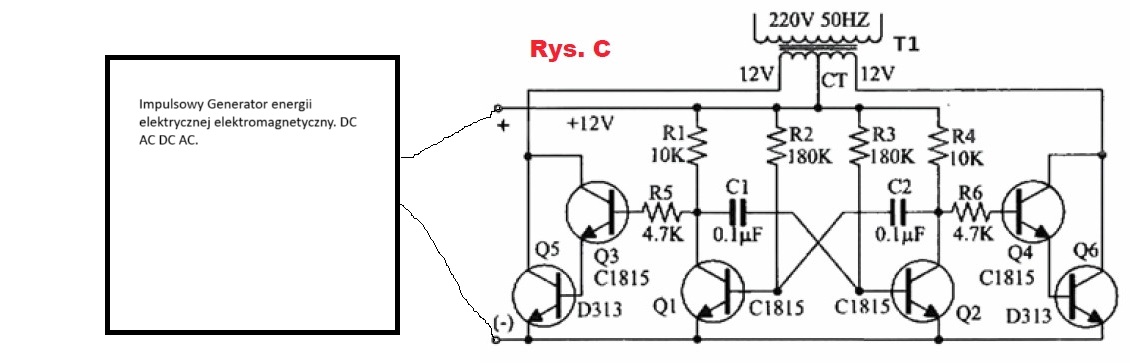 Impulsowy Generator energii
elektrycznej elektromagnetyczny. DC
AC DC AC.
Rys. C
220V 50HZ
T1
12V
CT
12V
+
+12V
R1
10K
R2
180K
R3
180K
R4
10K
R5
4.7K
C1
0.1µF
C2
0.1µF
R6
4.7K
Q5
Q3
C1815
Q4
C1815
Q6
D313
Q1
C1815
C1815
Q2
D313
(-)